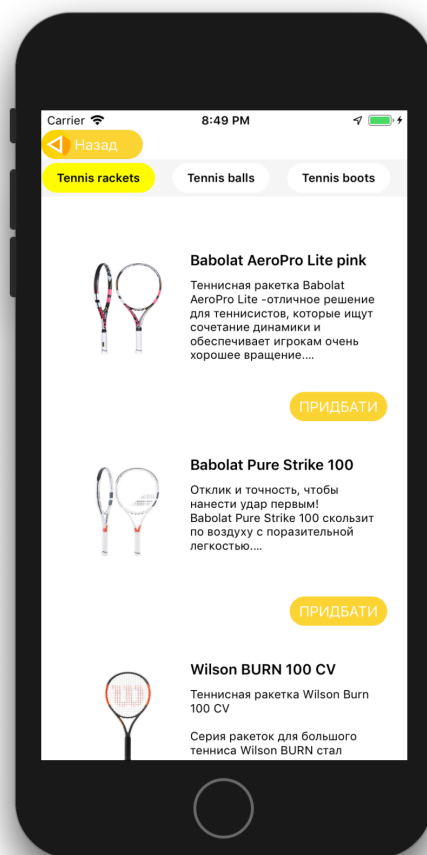 Carrier 8:49 PM
Назад
Tennis rackets Tennis balls Tennis boots
Babolat AeroPro Lite pink
Теннисная ракетка Babolat
AeroPro Lite -отличное решение
для теннисистов, которые ищут
сочетание динамики и
обеспечивает игрокам очень
хорошее вращение....
ПРИДБАТИ
Babolat Pure Strike 100
Отклик и точность, чтобы
нанести удар первым!
Babolat Pure Strike 100 скользит
по воздуху с поразительной
легкостью....
ПРИДБАТИ
Wilson BURN 100 CV
Теннисная ракетка Wilson Burn
100 CV
Серия ракеток для большого
тенниса Wilson BURN стал